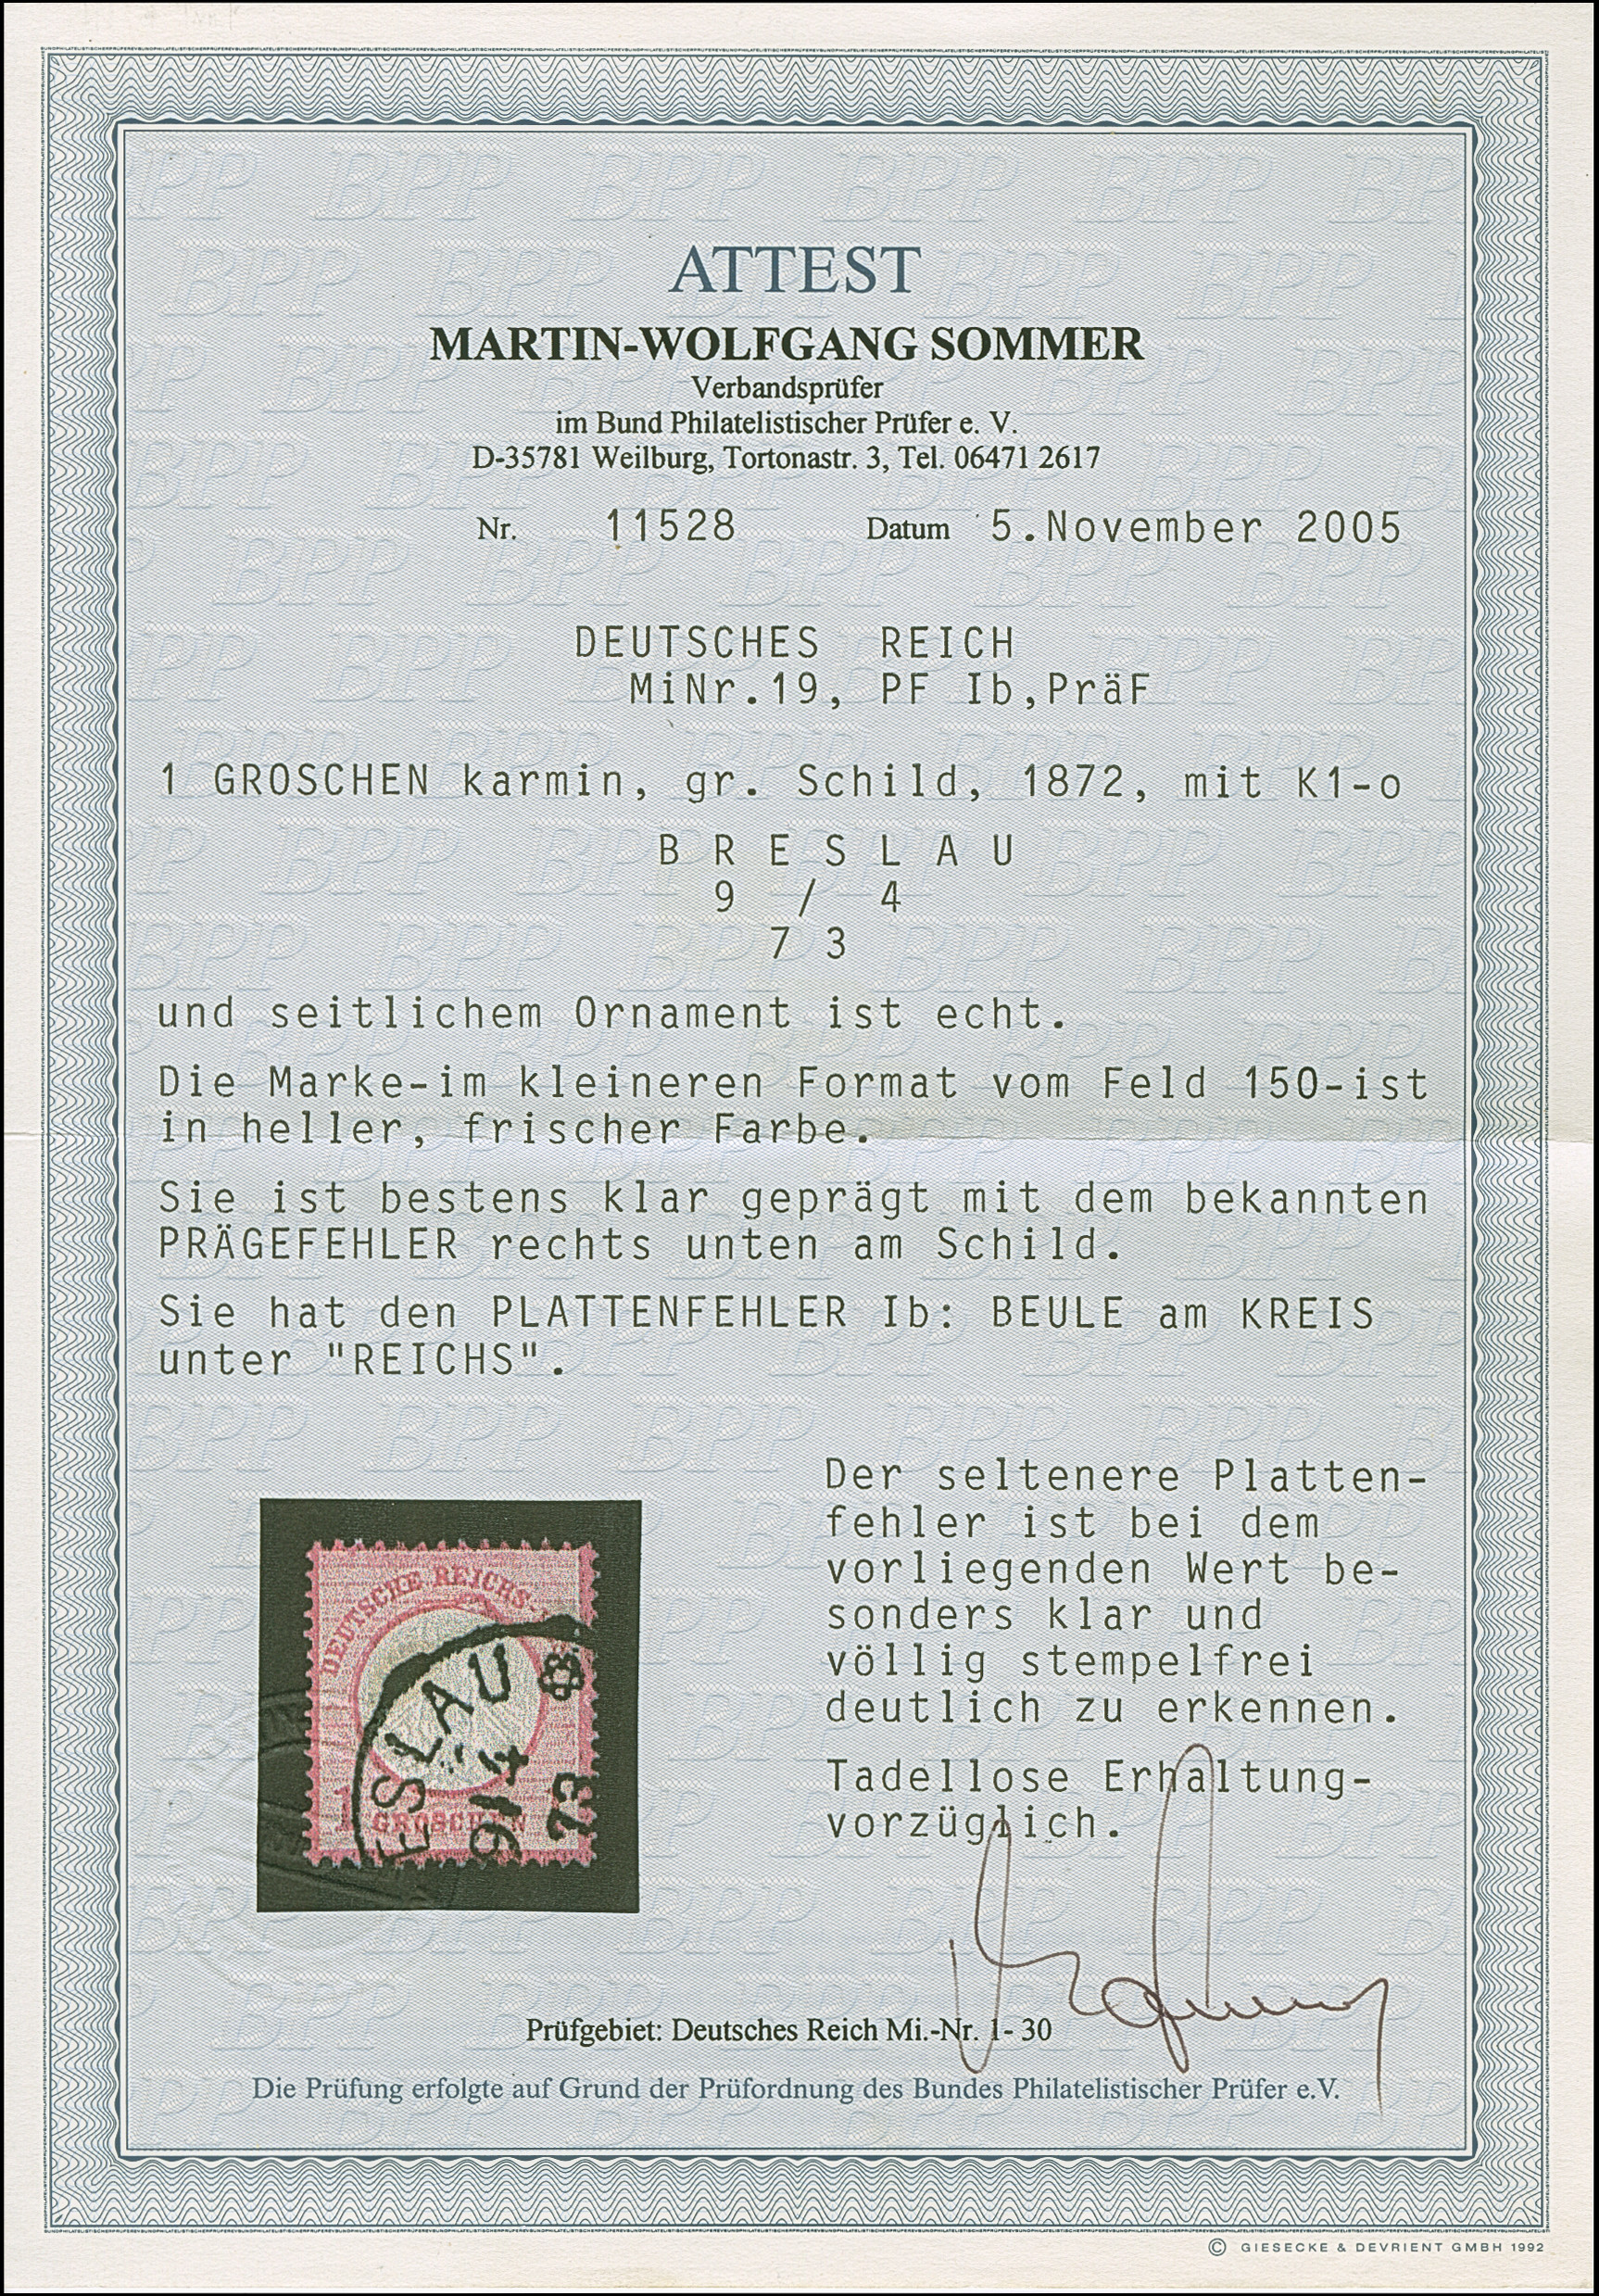 ATTEST
MARTIN-WOLFGANG SOMMER
Verbandsprüfer
im Bund Philatelistischer Prüfer e. V.
D-35781 Weilburg, Tortonastr. 3, Tel. 06471 2617
Nr. 11528 Datum 5.November 2005
DEUTSCHES REICH
MiNr.19, PF Ib,PräF
1 GROSCHEN karmin, gr. Schild, 1872, mit K1-o
B R E S L A U
9 / 4
7 3
und seitlichem Ornament ist echt.
Die Marke-im kleineren Format vom Feld 150-ist
in heller, frischer Farbe.
Sie ist bestens klar geprägt mit dem bekannten
PRÄGEFEHLER rechts unten am Schild.
Sie hat den PLATTENFEHLER Ib: BEULE am KREIS
unter "REICHS".
Der seltenere Platten-
fehler ist bei dem
vorliegenden Wert be-
sonders klar und
völlig stempelfrei
deutlich zu erkennen.
Tadellose Erhaltung-
vorzüglich.
DEUTSCHE REICHS
ESLAU
9 4
73
1 GROSCHEN
Prüfgebiet: Deutsches Reich Mi.-Nr. 1- 30
Die Prüfung erfolgte auf Grund der Prüfordnung des Bundes Philatelistischer Prüfer e.V.
© GIESECKE & DEVRIENT GMBH 1992